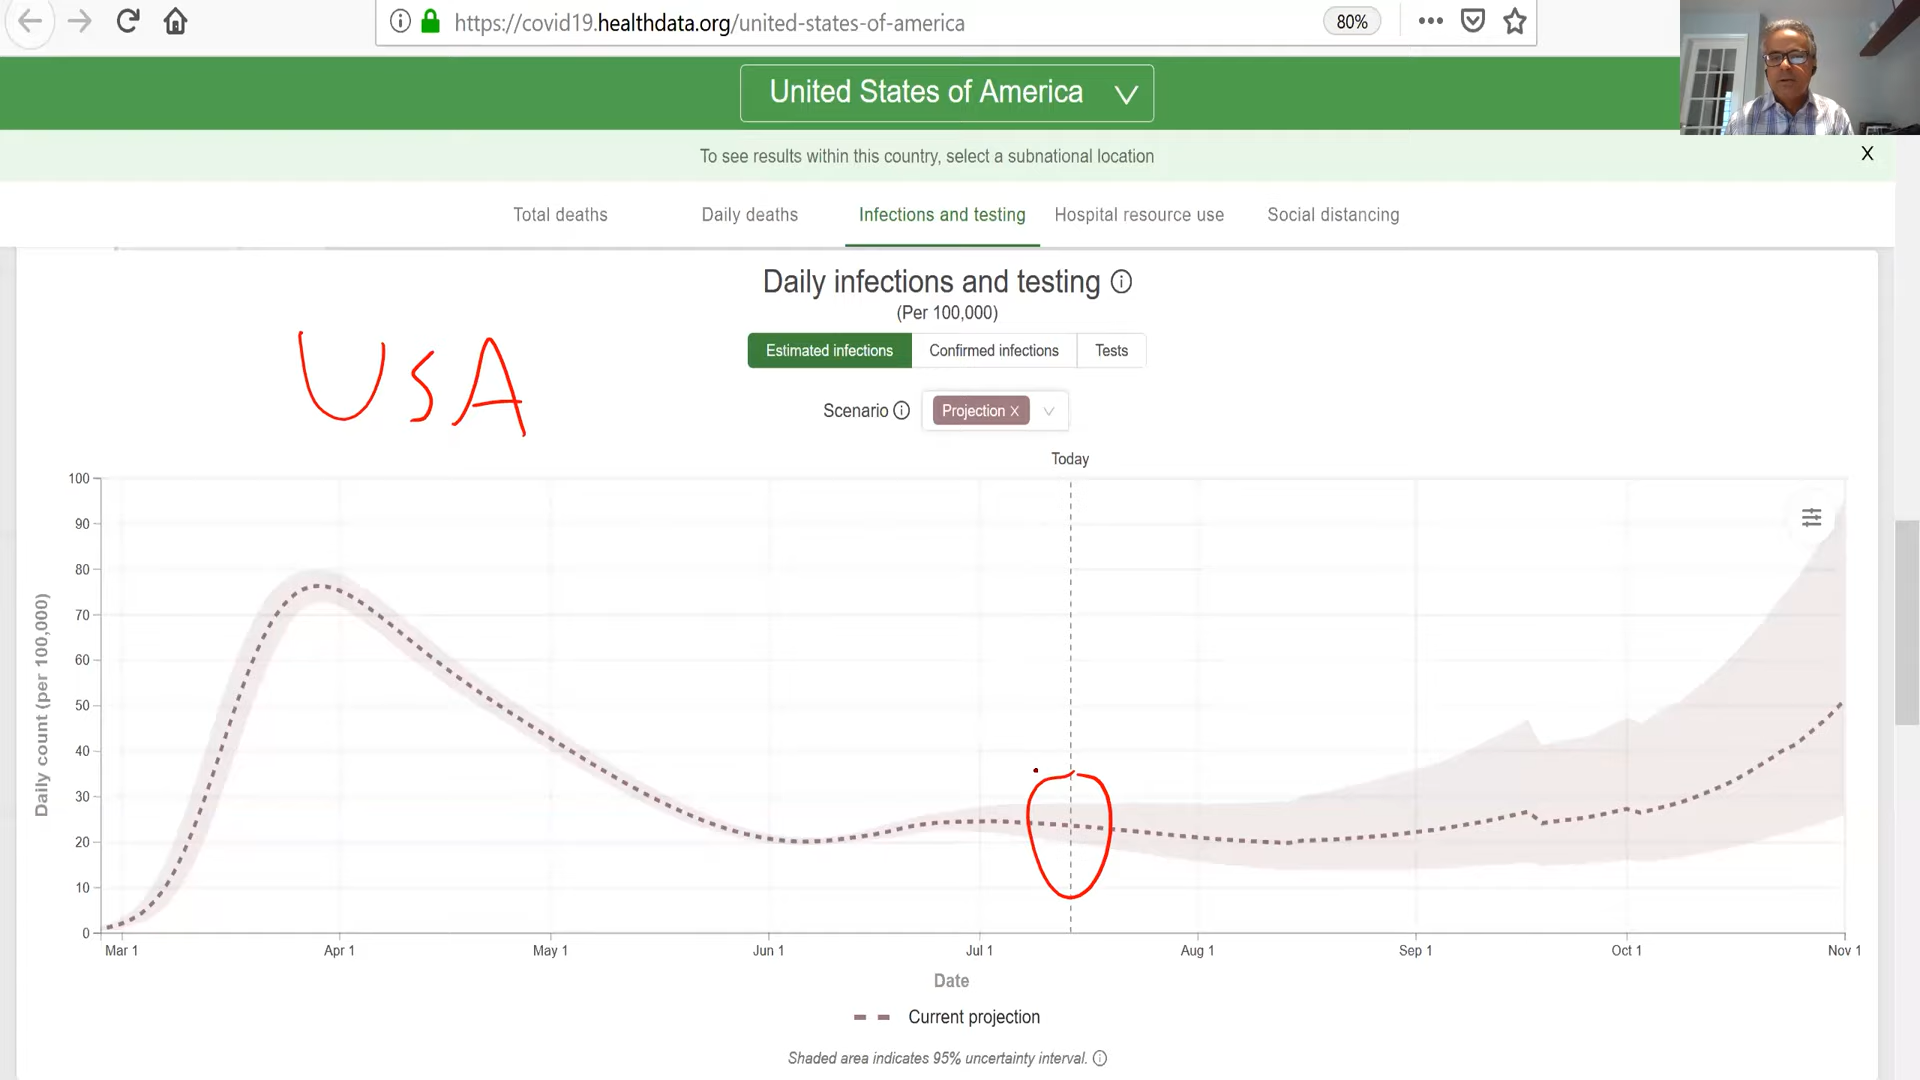 https://covid19.healthdata.org/united-states-of-america
80%
United States of America
To see results within this country, select a subnational location
X
Total deaths
Daily deaths
Infections and testing
Hospital resource use
Social distancing
Daily infections and testing
(Per 100,000)
USA
Estimated infections
Confirmed infections
Tests
Scenario
Projection X
Today
100
90
80
70
60
50
40
30
20
10
0
Daily count (per 100,000)
Mar 1
Apr 1
May 1
Jun 1
Jul 1
Aug 1
Sep 1
Oct 1
Nov 1
Date
Current projection
Shaded area indicates 95% uncertainty interval.